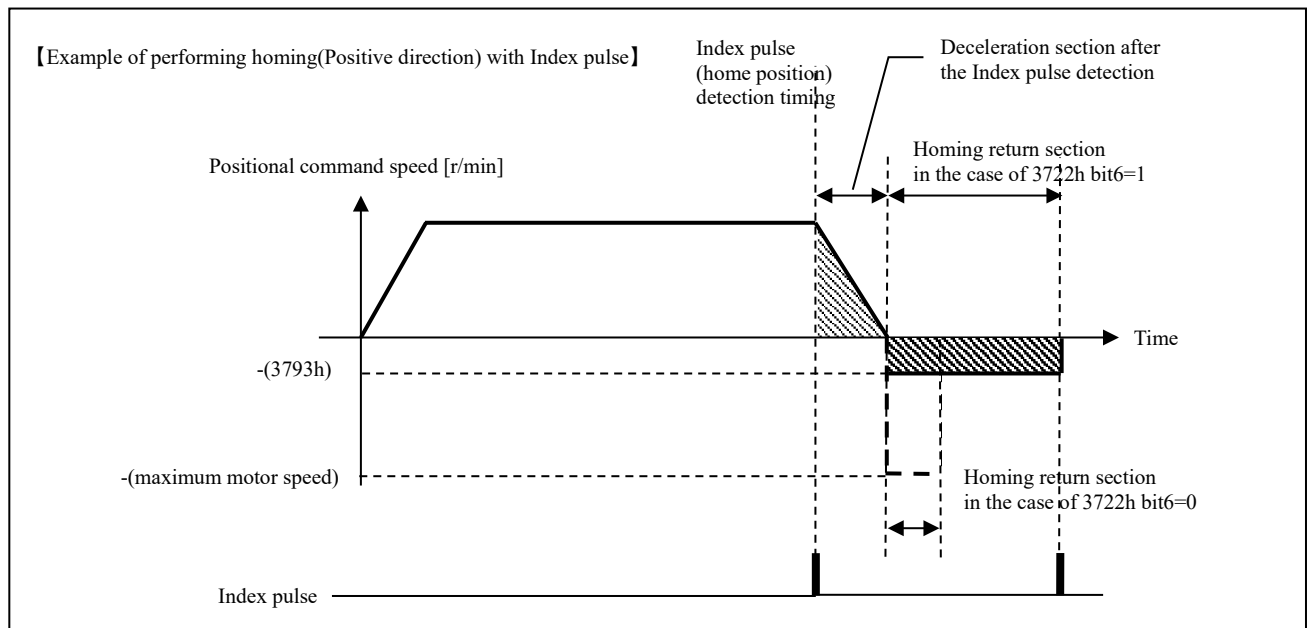 【Example of performing homing(Positive direction) with Index pulse】
Index pulse
(home position)
detection timing
Deceleration section after
the Index pulse detection
Homing return section
in the case of 3722h bit6=1
Positional command speed [r/min]
Time
-(3793h)
-(maximum motor speed)
Homing return section
in the case of 3722h bit6=0
Index pulse